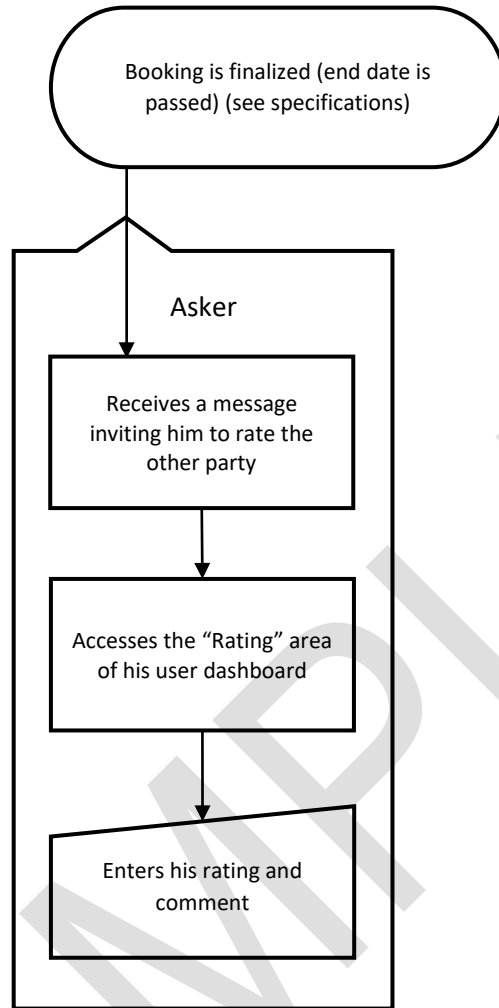 Booking is finalized (end date is
passed) (see specifications)
Asker
Receives a message
inviting him to rate the
other party
Accesses the “Rating” area
of his user dashboard
Enters his rating and
comment
MPL